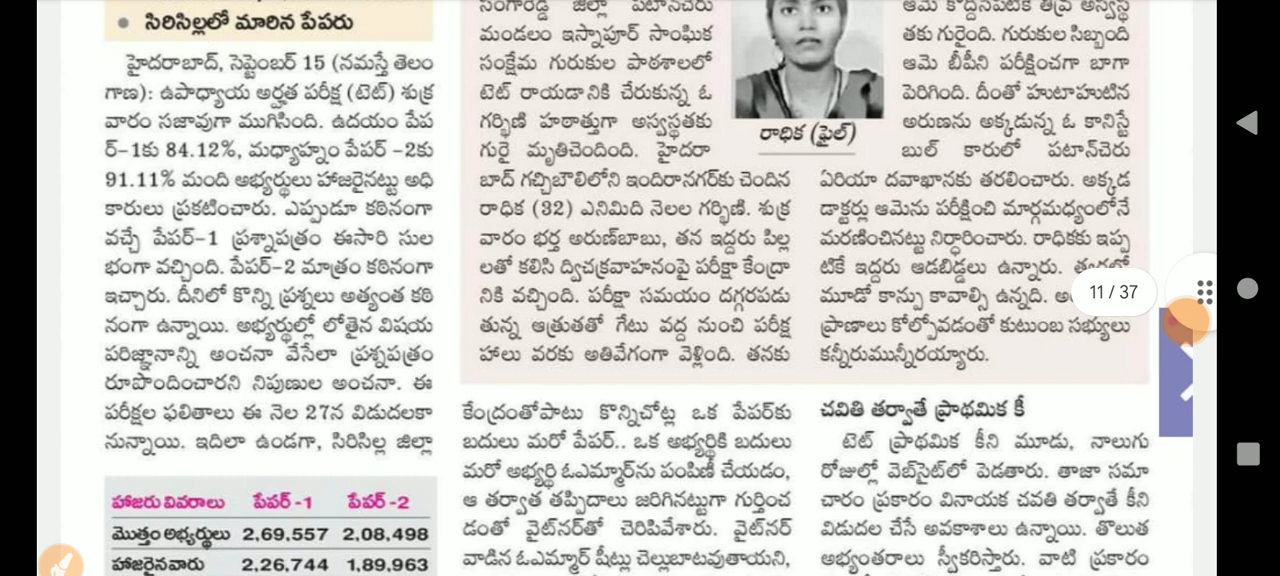 సిరిసిల్లలో మారిన పేపరు
హైదరాబాద్, సెప్టెంబర్ 15 (నమస్తే తెలం
గాణ): ఉపాధ్యాయ అర్హత పరీక్ష (టెట్) శుక్ర
వారం సజావుగా ముగిసింది. ఉదయం పేప
ర్-1కు 84.12%, మధ్యాహ్నం పేపర్ -2కు
91.11% మంది అభ్యర్థులు హాజరైనట్టు అధి
కారులు ప్రకటించారు. ఎప్పుడూ కఠినంగా
వచ్చే పేపర్-1 ప్రశ్నాపత్రం ఈసారి సుల
భంగా వచ్చింది. పేపర్-2 మాత్రం కఠినంగా
ఇచ్చారు. దీనిలో కొన్ని ప్రశ్నలు అత్యంత కఠి
నంగా ఉన్నాయి. అభ్యర్థుల్లో లోతైన విషయ
పరిజ్ఞానాన్ని అంచనా వేసేలా ప్రశ్నపత్రం
రూపొందించారని నిపుణుల అంచనా. ఈ
పరీక్షల ఫలితాలు ఈ నెల 27న విడుదలకా
నున్నాయి. ఇదిలా ఉండగా, సిరిసిల్ల జిల్లా
హాజరు వివరాలు పేపర్ -1 పేపర్ -2
మొత్తం అభ్యర్థులు 2,69,557 2,08,498
హాజరైనవారు 2,26,744 1,89,963
సంగారెడ్డి జిల్లా పటాన్‌చెరు
మండలం ఇస్నాపూర్ సాంఘిక
సంక్షేమ గురుకుల పాఠశాలలో
టెట్ రాయడానికి చేరుకున్న ఓ
గర్భిణి హఠాత్తుగా అస్వస్థతకు
గురై మృతిచెందింది. హైదరా
బాద్ గచ్చిబౌలిలోని ఇందిరానగర్‌కు చెందిన
రాధిక (32) ఎనిమిది నెలల గర్భిణి. శుక్ర
వారం భర్త అరుణ్‌బాబు, తన ఇద్దరు పిల్ల
లతో కలిసి ద్విచక్రవాహనంపై పరీక్షా కేంద్రా
నికి వచ్చింది. పరీక్షా సమయం దగ్గరపడు
తున్న ఆత్రుతతో గేటు వద్ద నుంచి పరీక్ష
హాలు వరకు అతివేగంగా వెళ్లింది. తనకు
రాధిక (ఫైల్)
ఆమె కొద్దిసేపటికే తీవ్ర అస్వస్థ
తకు గురైంది. గురుకుల సిబ్బంది
ఆమె బీపీని పరీక్షించగా బాగా
పెరిగింది. దీంతో హుటాహుటిన
అరుణను అక్కడున్న ఓ కానిస్టే
బుల్ కారులో పటాన్‌చెరు
ఏరియా దవాఖానకు తరలించారు. అక్కడ
డాక్టర్లు ఆమెను పరీక్షించి మార్గమధ్యంలోనే
మరణించినట్టు నిర్ధారించారు. రాధికకు ఇప్ప
టికే ఇద్దరు ఆడబిడ్డలు ఉన్నారు.
మూడో కాన్పు కావాల్సి ఉన్నది.
ప్రాణాలు కోల్పోవడంతో కుటుంబ సభ్యులు
కన్నీరుమున్నీరయ్యారు.
11 / 37
కేంద్రంతోపాటు కొన్నిచోట్ల ఒక పేపర్‌కు
బదులు మరో పేపర్.. ఒక అభ్యర్థికి బదులు
మరో అభ్యర్థి ఓఎమ్మార్‌ను పంపిణీ చేయడం,
ఆ తర్వాత తప్పిదాలు జరిగినట్టుగా గుర్తించ
డంతో వైట్‌నర్‌తో చెరిపివేశారు. వైట్‌నర్
వాడిన ఓఎమ్మార్ షీట్లు చెల్లుబాటవుతాయని,
చవితి తర్వాతే ప్రాథమిక కీ
టెట్ ప్రాథమిక కీని మూడు, నాలుగు
రోజుల్లో వెబ్‌సైట్‌లో పెడతారు. తాజా సమా
చారం ప్రకారం వినాయక చవతి తర్వాతే కీని
విడుదల చేసే అవకాశాలు ఉన్నాయి. తొలుత
అభ్యంతరాలు స్వీకరిస్తారు. వాటి ప్రకారం